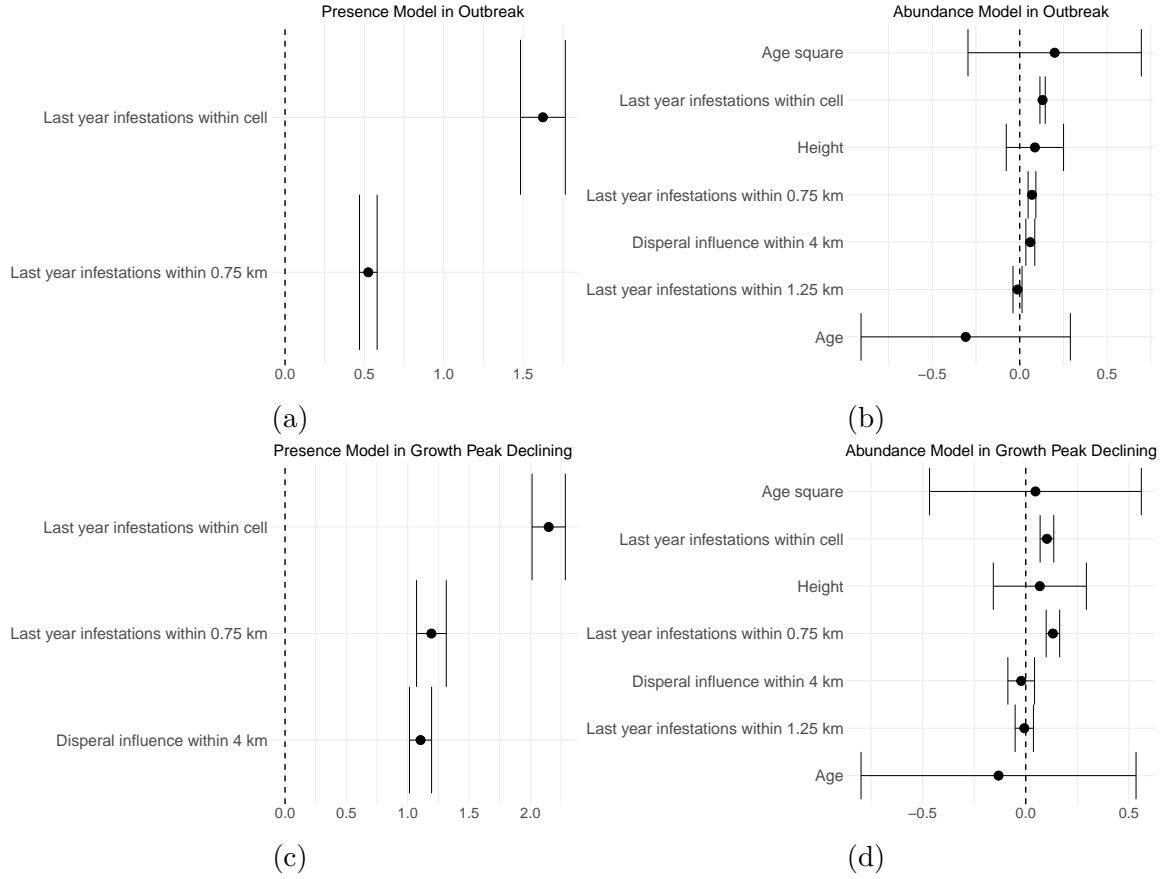 Presence Model in Outbreak
Last year infestations within cell
Last year infestations within 0.75 km
0.0 0.5 1.0 1.5
(a)
Abundance Model in Outbreak
Age square
Last year infestations within cell
Height
Last year infestations within 0.75 km
Disperal influence within 4 km
Last year infestations within 1.25 km
Age
−0.5 0.0 0.5
(b)
Presence Model in Growth Peak Declining
Last year infestations within cell
Last year infestations within 0.75 km
Disperal influence within 4 km
0.0 0.5 1.0 1.5 2.0
(c)
Abundance Model in Growth Peak Declining
Age square
Last year infestations within cell
Height
Last year infestations within 0.75 km
Disperal influence within 4 km
Last year infestations within 1.25 km
Age
−0.5 0.0 0.5
(d)